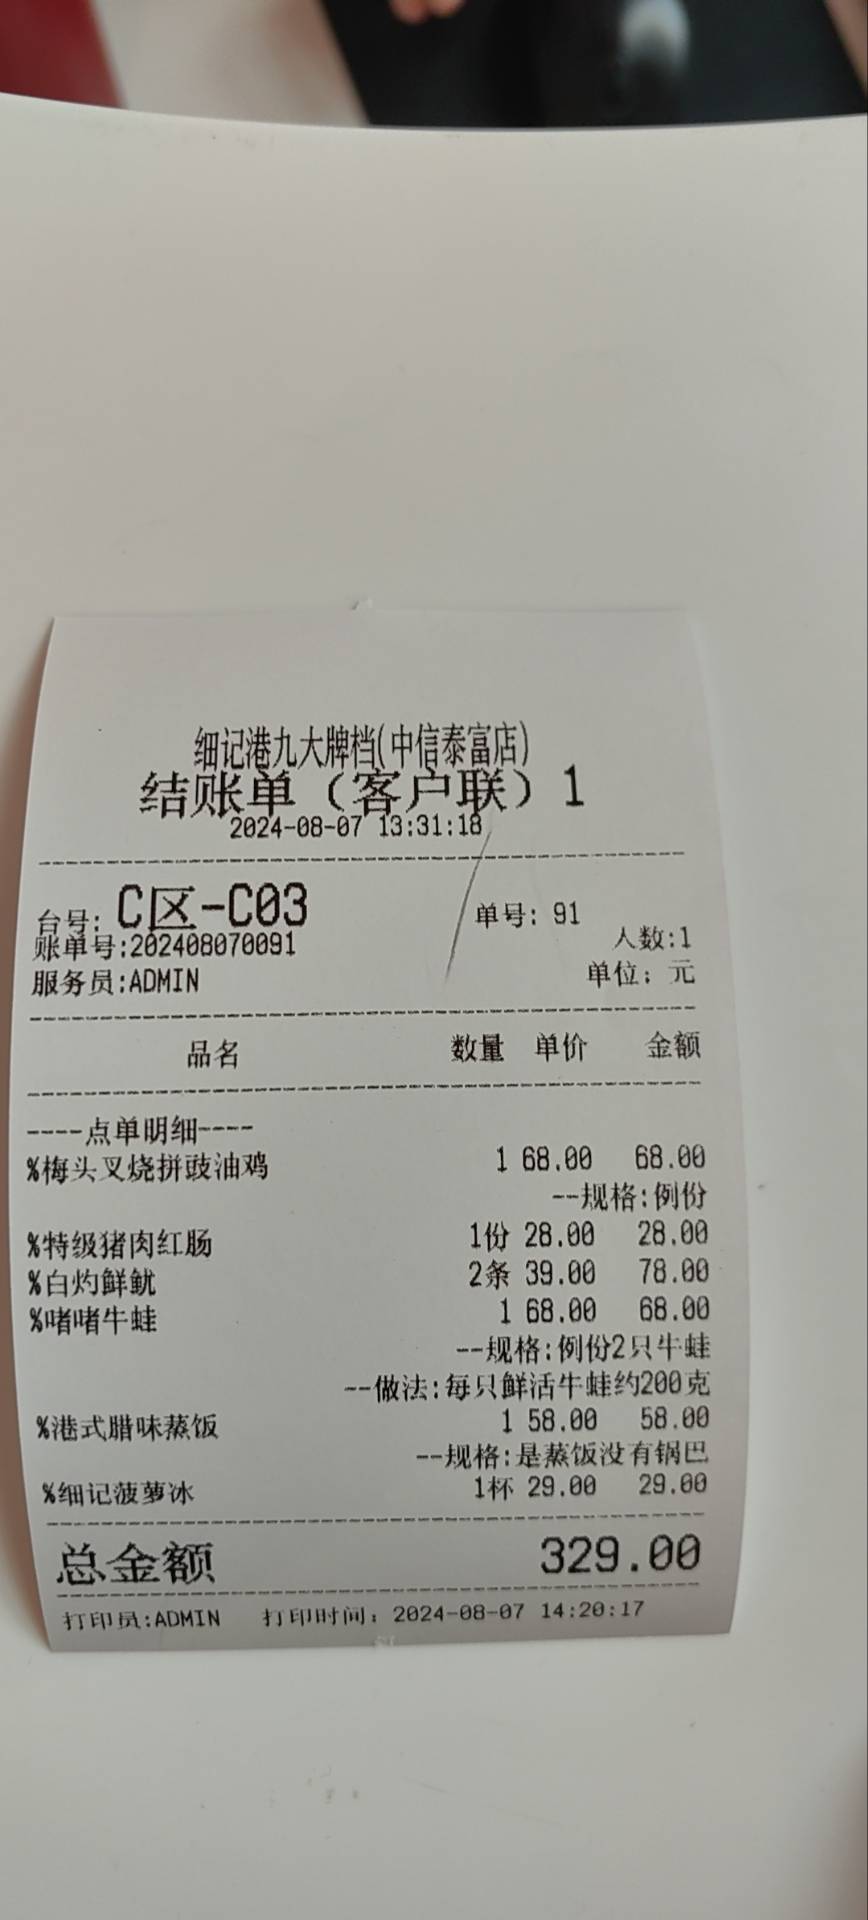 细记港九大牌档(中信泰富店)
结账单（客户联）1
2024-08-07 13:31:18
台号: C区-C03 单号: 91
账单号:202408070091 人数:1
服务员:ADMIN 单位: 元
品名 数量 单价 金额
----点单明细----
%梅头叉烧拼豉油鸡 1 68.00 68.00
--规格:例份
%特级猪肉红肠 1份 28.00 28.00
%白灼鲜鱿 2条 39.00 78.00
%啫啫牛蛙 1 68.00 68.00
--规格:例份2只牛蛙
--做法:每只鲜活牛蛙约200克
%港式腊味蒸饭 1 58.00 58.00
--规格:是蒸饭没有锅巴
%细记菠萝冰 1杯 29.00 29.00
总金额 329.00
打印员:ADMIN 打印时间: 2024-08-07 14:20:17